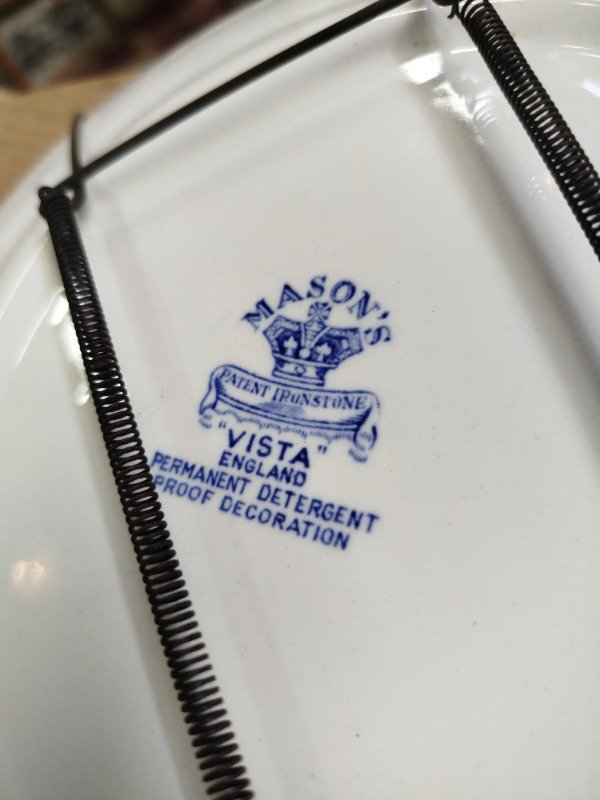 MASON'S
PATENT IRONSTONE
"VISTA"
ENGLAND
PERMANENT DETERGENT
PROOF DECORATION